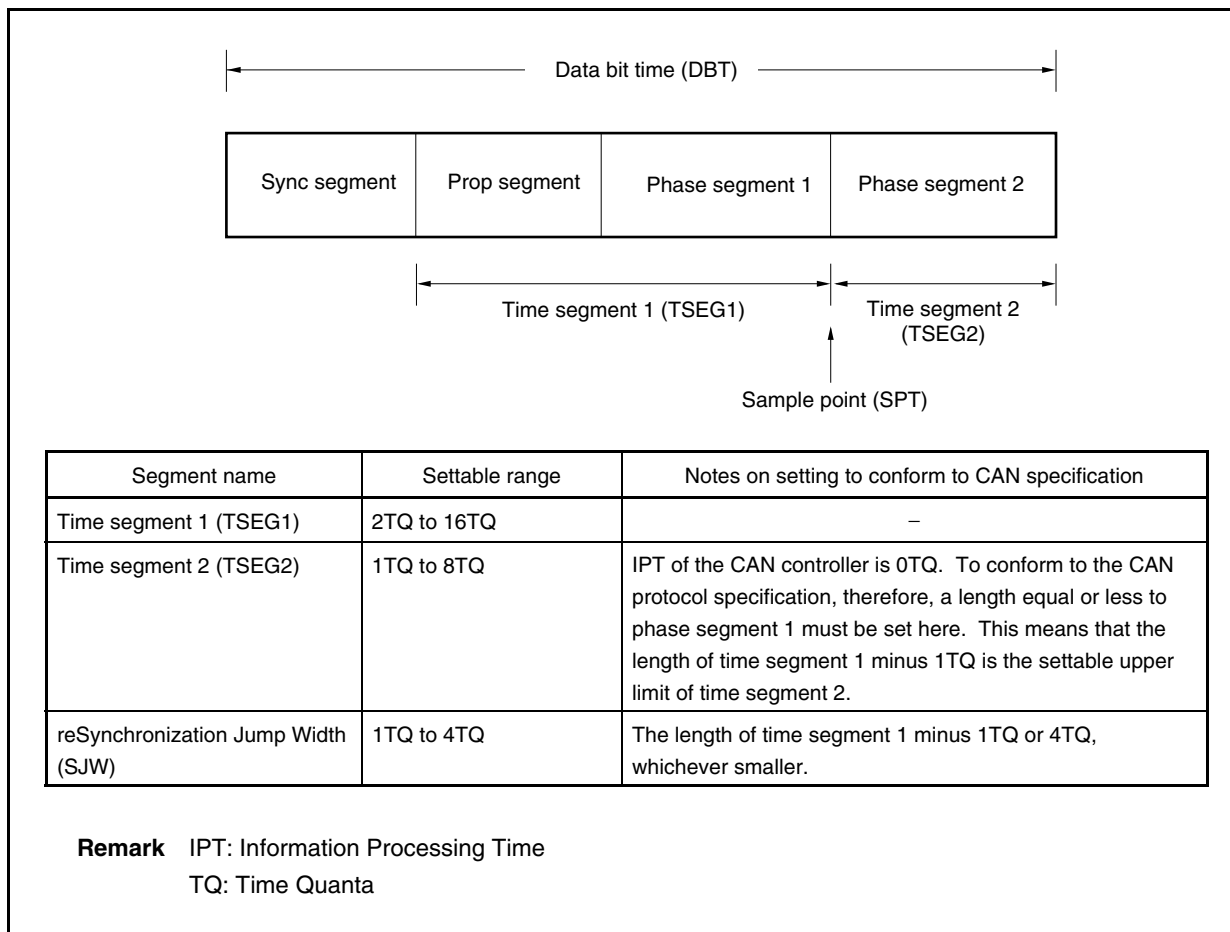 Data bit time (DBT)
Sync segment
Prop segment
Phase segment 1
Phase segment 2
Time segment 1 (TSEG1)
Time segment 2
(TSEG2)
Sample point (SPT)
Segment name
Settable range
Notes on setting to conform to CAN specification
Time segment 1 (TSEG1)
2TQ to 16TQ
–
Time segment 2 (TSEG2)
1TQ to 8TQ
IPT of the CAN controller is 0TQ. To conform to the CAN
protocol specification, therefore, a length equal or less to
phase segment 1 must be set here. This means that the
length of time segment 1 minus 1TQ is the settable upper
limit of time segment 2.
reSynchronization Jump Width
(SJW)
1TQ to 4TQ
The length of time segment 1 minus 1TQ or 4TQ,
whichever smaller.
Remark IPT: Information Processing Time
TQ: Time Quanta